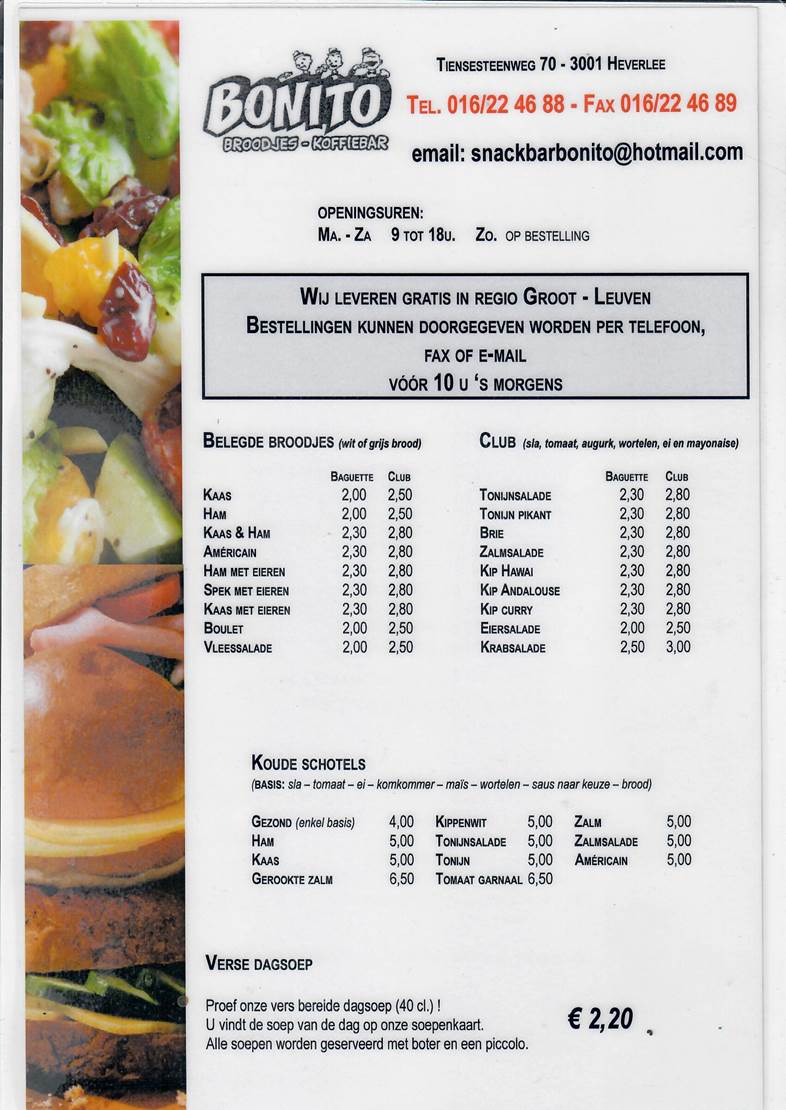 BONITO
BROODJES - KOFFIEBAR
TIENSESTEENWEG 70 - 3001 HEVERLEE
TEL. 016/22 46 88 - FAX 016/22 46 89
email: snackbarbonito@hotmail.com
OPENINGSUREN:
MA. - ZA 9 TOT 18U. ZO. OP BESTELLING
WIJ LEVEREN GRATIS IN REGIO GROOT - LEUVEN
BESTELLINGEN KUNNEN DOORGEGEVEN WORDEN PER TELEFOON,
FAX OF E-MAIL
VÓÓR 10 U 'S MORGENS
BELEGDE BROODJES (wit of grijs brood)
BAGUETTE CLUB
KAAS 2,00 2,50
HAM 2,00 2,50
KAAS & HAM 2,30 2,80
AMÉRICAIN 2,30 2,80
HAM MET EIEREN 2,30 2,80
SPEK MET EIEREN 2,30 2,80
KAAS MET EIEREN 2,30 2,80
BOULET 2,00 2,50
VLEESSALADE 2,00 2,50
CLUB (sla, tomaat, augurk, wortelen, ei en mayonaise)
BAGUETTE CLUB
TONIJNSALADE 2,30 2,80
TONIJN PIKANT 2,30 2,80
BRIE 2,30 2,80
ZALMSALADE 2,30 2,80
KIP HAWAI 2,30 2,80
KIP ANDALOUSE 2,30 2,80
KIP CURRY 2,30 2,80
EIERSALADE 2,00 2,50
KRABSALADE 2,50 3,00
KOUDE SCHOTELS
(BASIS: sla – tomaat – ei – komkommer – maïs – wortelen – saus naar keuze – brood)
GEZOND (enkel basis) 4,00 KIPPENWIT 5,00 ZALM 5,00
HAM 5,00 TONIJNSALADE 5,00 ZALMSALADE 5,00
KAAS 5,00 TONIJN 5,00 AMÉRICAIN 5,00
GEROOKTE ZALM 6,50 TOMAAT GARNAAL 6,50
VERSE DAGSOEP
Proef onze vers bereide dagsoep (40 cl.) !
U vindt de soep van de dag op onze soepenkaart.
Alle soepen worden geserveerd met boter en een piccolo.
€ 2,20